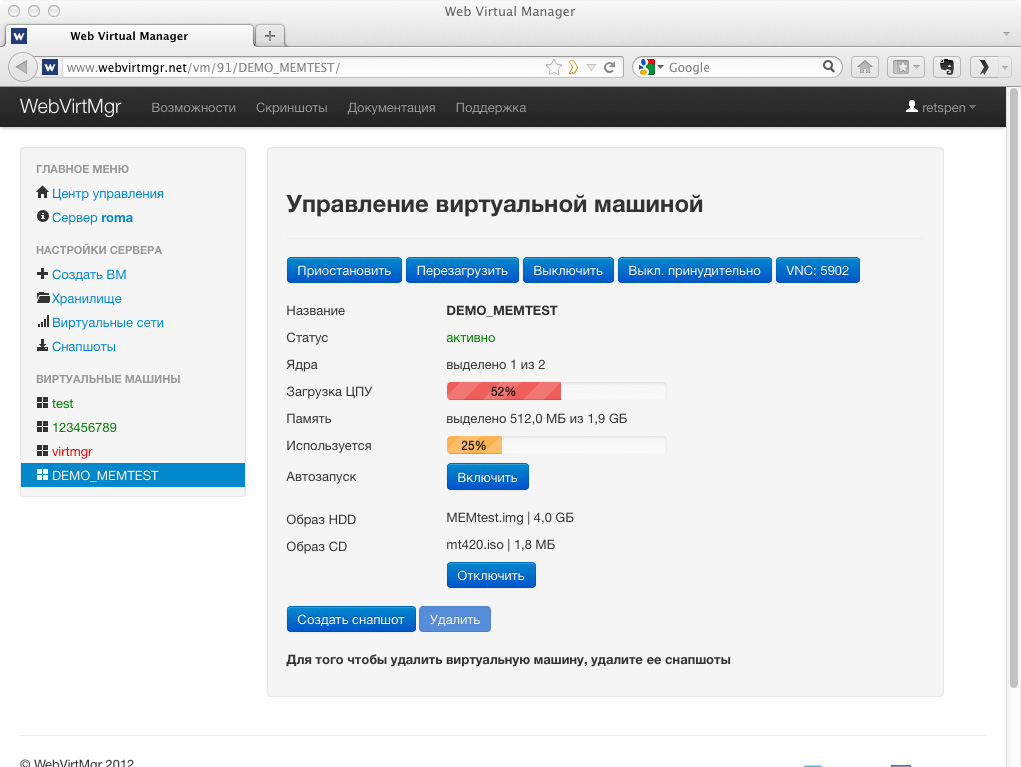 Web Virtual Manager
Web Virtual Manager
www.webvirtmgr.net/vm/91/DEMO_MEMTEST/ Google
WebVirtMgr Возможности Скриншоты Документация Поддержка retspen
ГЛАВНОЕ МЕНЮ
Центр управления
Сервер roma
НАСТРОЙКИ СЕРВЕРА
Создать ВМ
Хранилище
Виртуальные сети
Снапшоты
ВИРТУАЛЬНЫЕ МАШИНЫ
test
123456789
virtmgr
DEMO_MEMTEST
Управление виртуальной машиной
Приостановить Перезагрузить Выключить Выкл. принудительно VNC: 5902
Название DEMO_MEMTEST
Статус активно
Ядра выделено 1 из 2
Загрузка ЦПУ 52%
Память выделено 512,0 МБ из 1,9 ГБ
Используется 25%
Автозапуск Включить
Образ HDD MEMtest.img | 4,0 ГБ
Образ CD mt420.iso | 1,8 МБ
Отключить
Создать снапшот Удалить
Для того чтобы удалить виртуальную машину, удалите ее снапшоты
© WebVirtMgr 2012